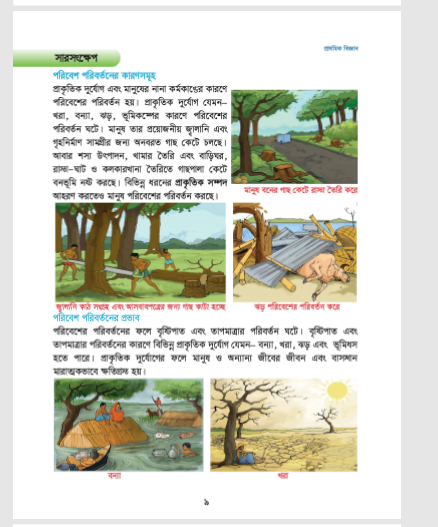 প্রাথমিক বিজ্ঞান
সারসংক্ষেপ
পরিবেশ পরিবর্তনের কারণসমূহ
প্রাকৃতিক দুর্যোগ এবং মানুষের নানা কর্মকাণ্ডের কারণে
পরিবেশের পরিবর্তন হয়। প্রাকৃতিক দুর্যোগ যেমন–
খরা, বন্যা, ঝড়, ভূমিকম্পের কারণে পরিবেশের
পরিবর্তন ঘটে। মানুষ তার প্রয়োজনীয় জ্বালানি এবং
গৃহনির্মাণ সামগ্রীর জন্য অনবরত গাছ কেটে চলছে।
আবার শস্য উৎপাদন, খামার তৈরি এবং বাড়িঘর,
রাস্তা-ঘাট ও কলকারখানা তৈরিতে গাছপালা কেটে
বনভূমি নষ্ট করছে। বিভিন্ন ধরনের প্রাকৃতিক সম্পদ
আহরণ করতেও মানুষ পরিবেশের পরিবর্তন করছে।
মানুষ বনের গাছ কেটে রাস্তা তৈরি করে
জ্বালানি কাঠ সংগ্রহ এবং আসবাবপত্রের জন্য গাছ কাটা হচ্ছে
ঝড় পরিবেশের পরিবর্তন করে
পরিবেশ পরিবর্তনের প্রভাব
পরিবেশের পরিবর্তনের ফলে বৃষ্টিপাত এবং তাপমাত্রার পরিবর্তন ঘটে। বৃষ্টিপাত এবং
তাপমাত্রার পরিবর্তনের কারণে বিভিন্ন প্রাকৃতিক দুর্যোগ যেমন– বন্যা, খরা, ঝড় এবং ভূমিধস
হতে পারে। প্রাকৃতিক দুর্যোগের ফলে মানুষ ও অন্যান্য জীবের জীবন এবং বাসস্থান
মারাত্মকভাবে ক্ষতিগ্রস্ত হয়।
বন্যা
খরা
৯